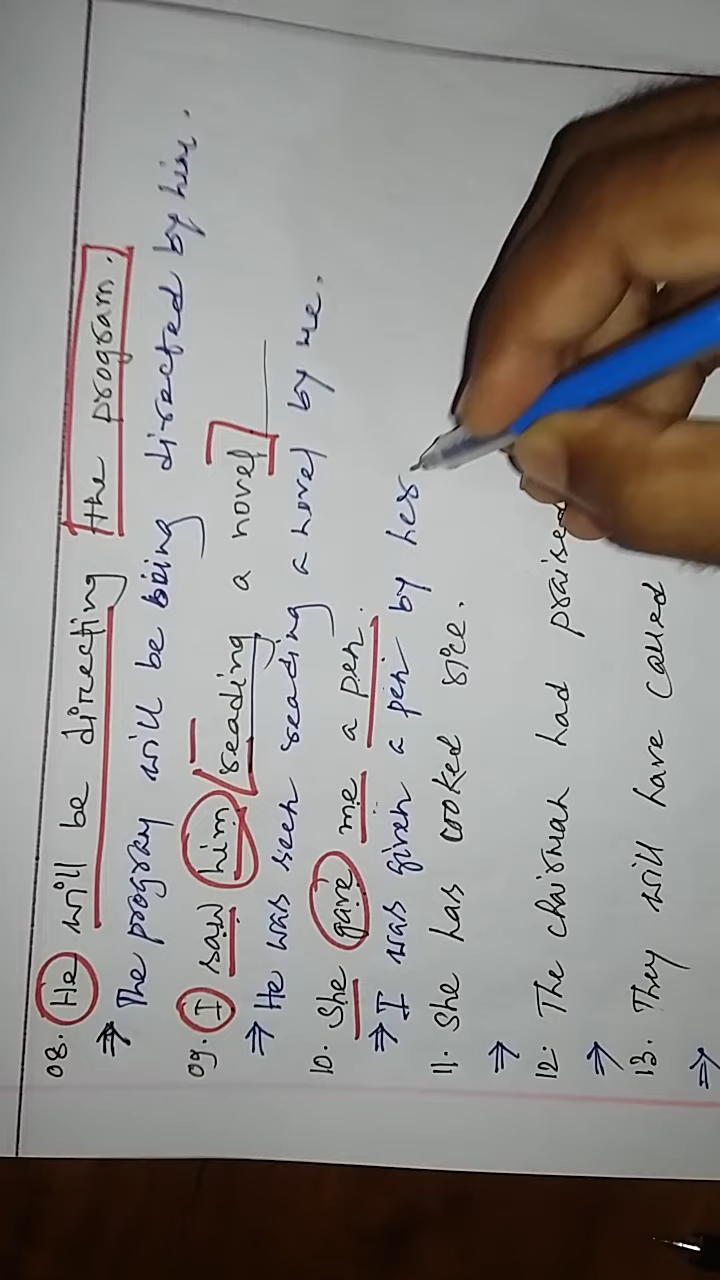 08. He will be directing the program.
⇒ The program will be being directed by him.
09. I saw him reading a novel
⇒ He was seen reading a novel by me.
10. She gave me a pen.
⇒ I was given a pen by her
11. She has cooked rice.
⇒
12. The chairman had praised
⇒
13. They will have called
⇒